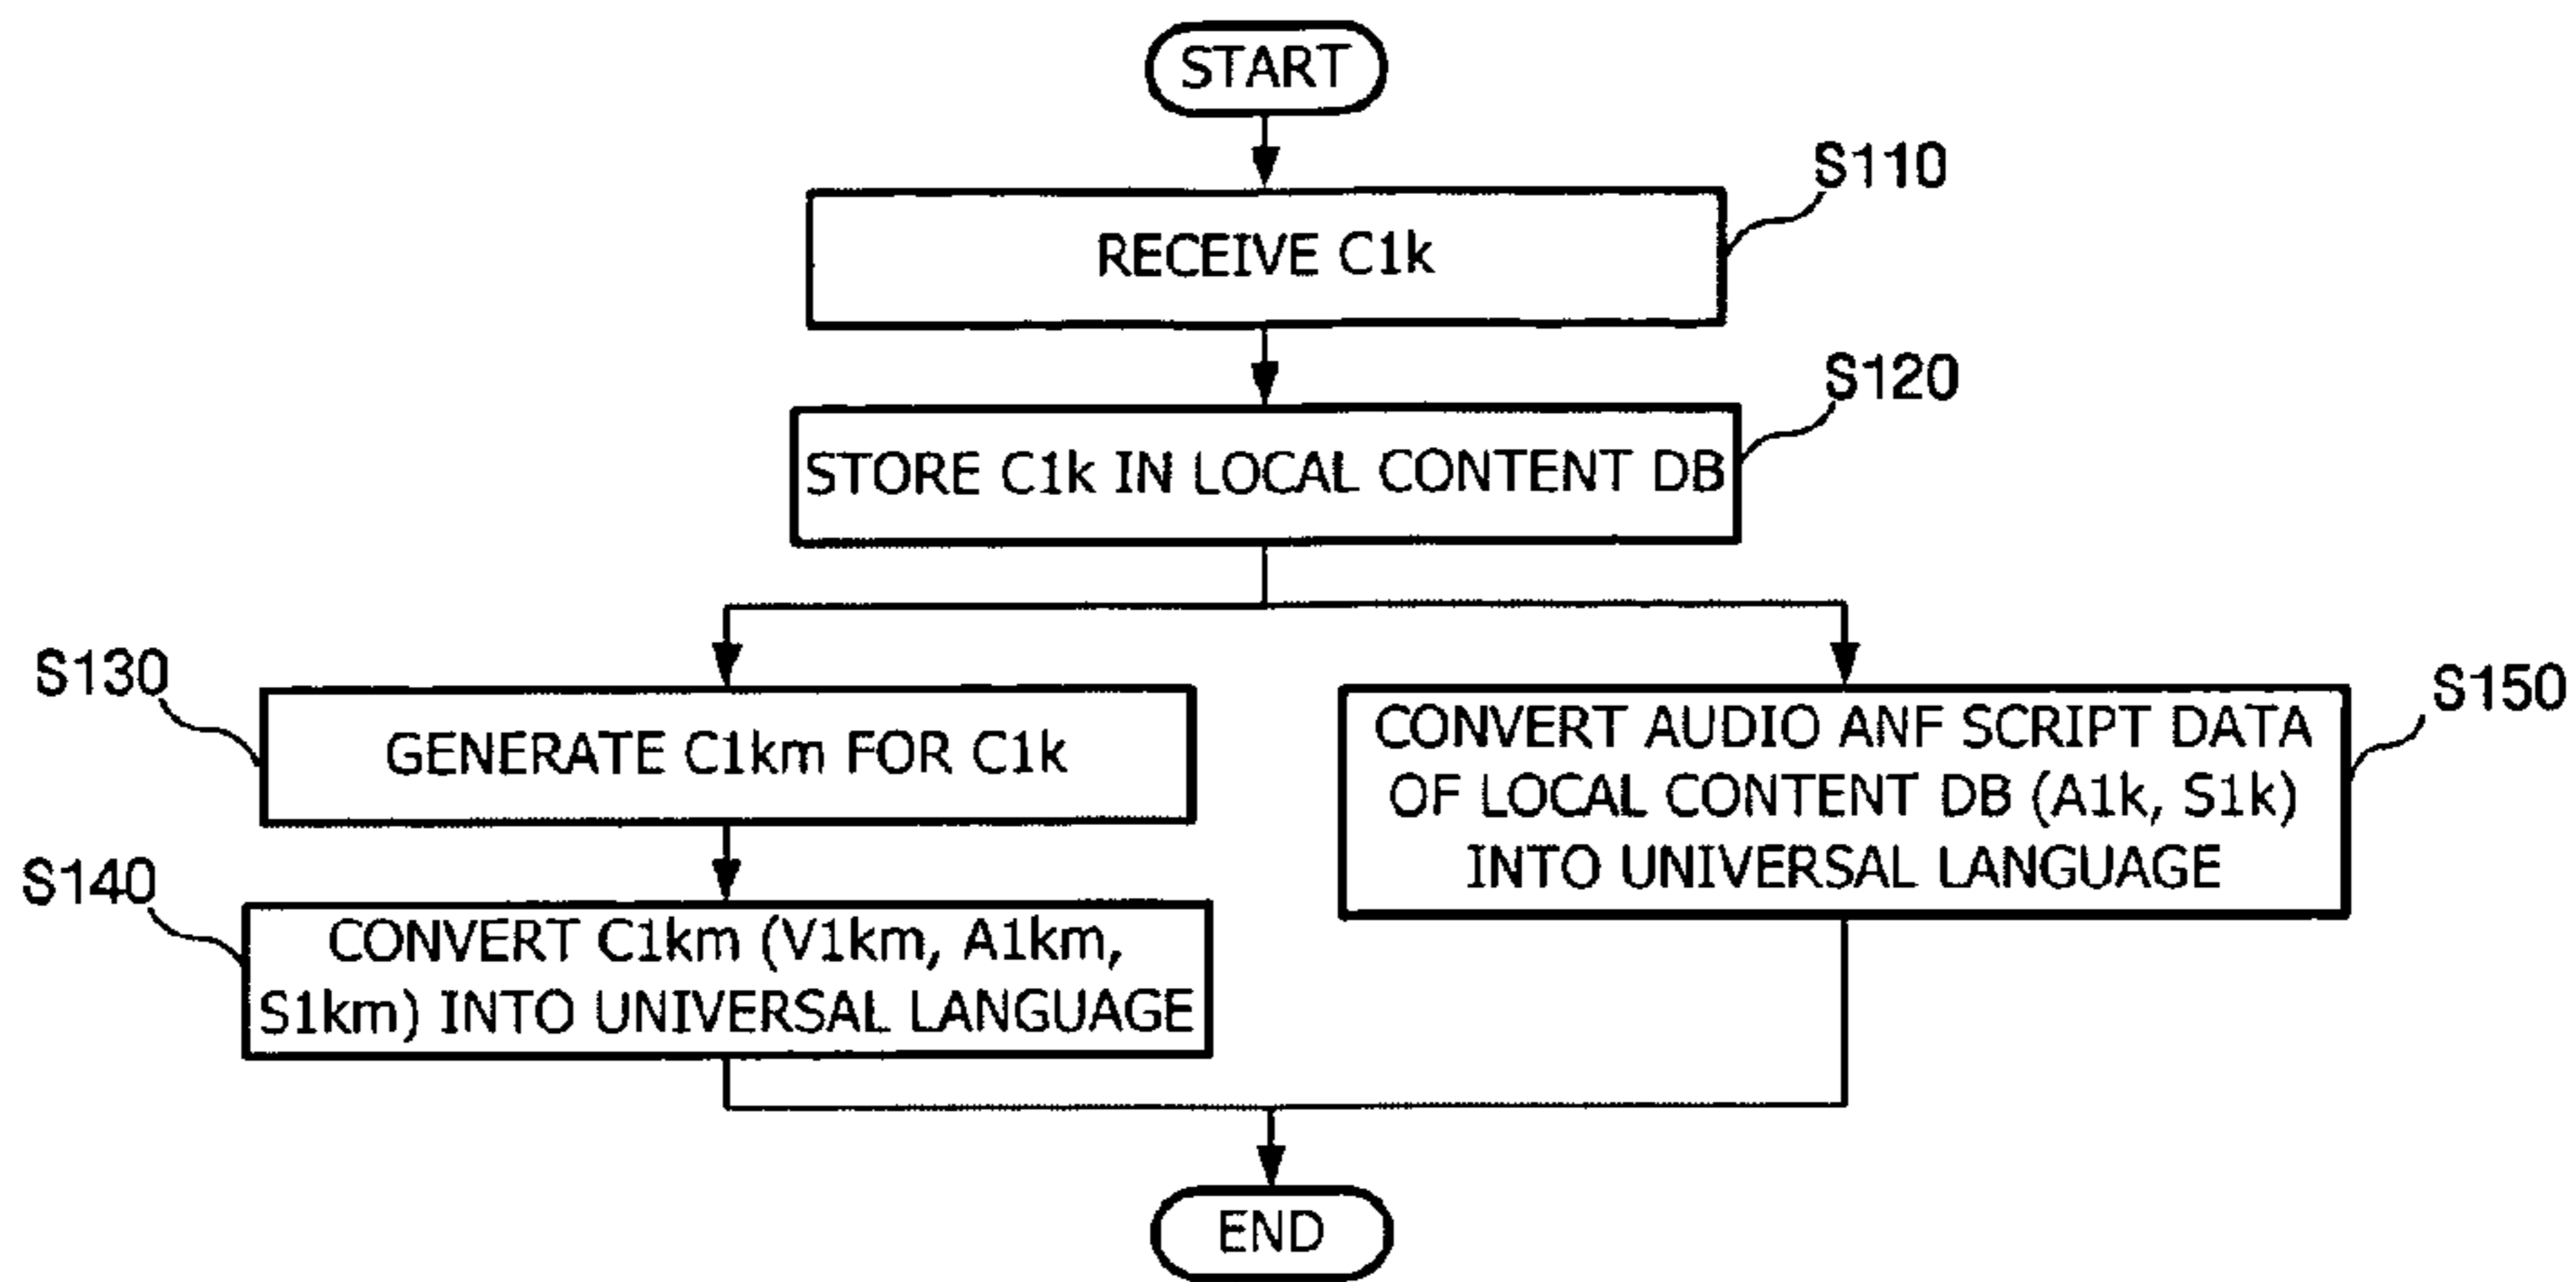 START
S110
RECEIVE C1k
S120
STORE C1k IN LOCAL CONTENT DB
S130
GENERATE C1km FOR C1k
S150
CONVERT AUDIO ANF SCRIPT DATA
OF LOCAL CONTENT DB (A1k, S1k)
INTO UNIVERSAL LANGUAGE
S140
CONVERT C1km (V1km, A1km,
S1km) INTO UNIVERSAL LANGUAGE
END